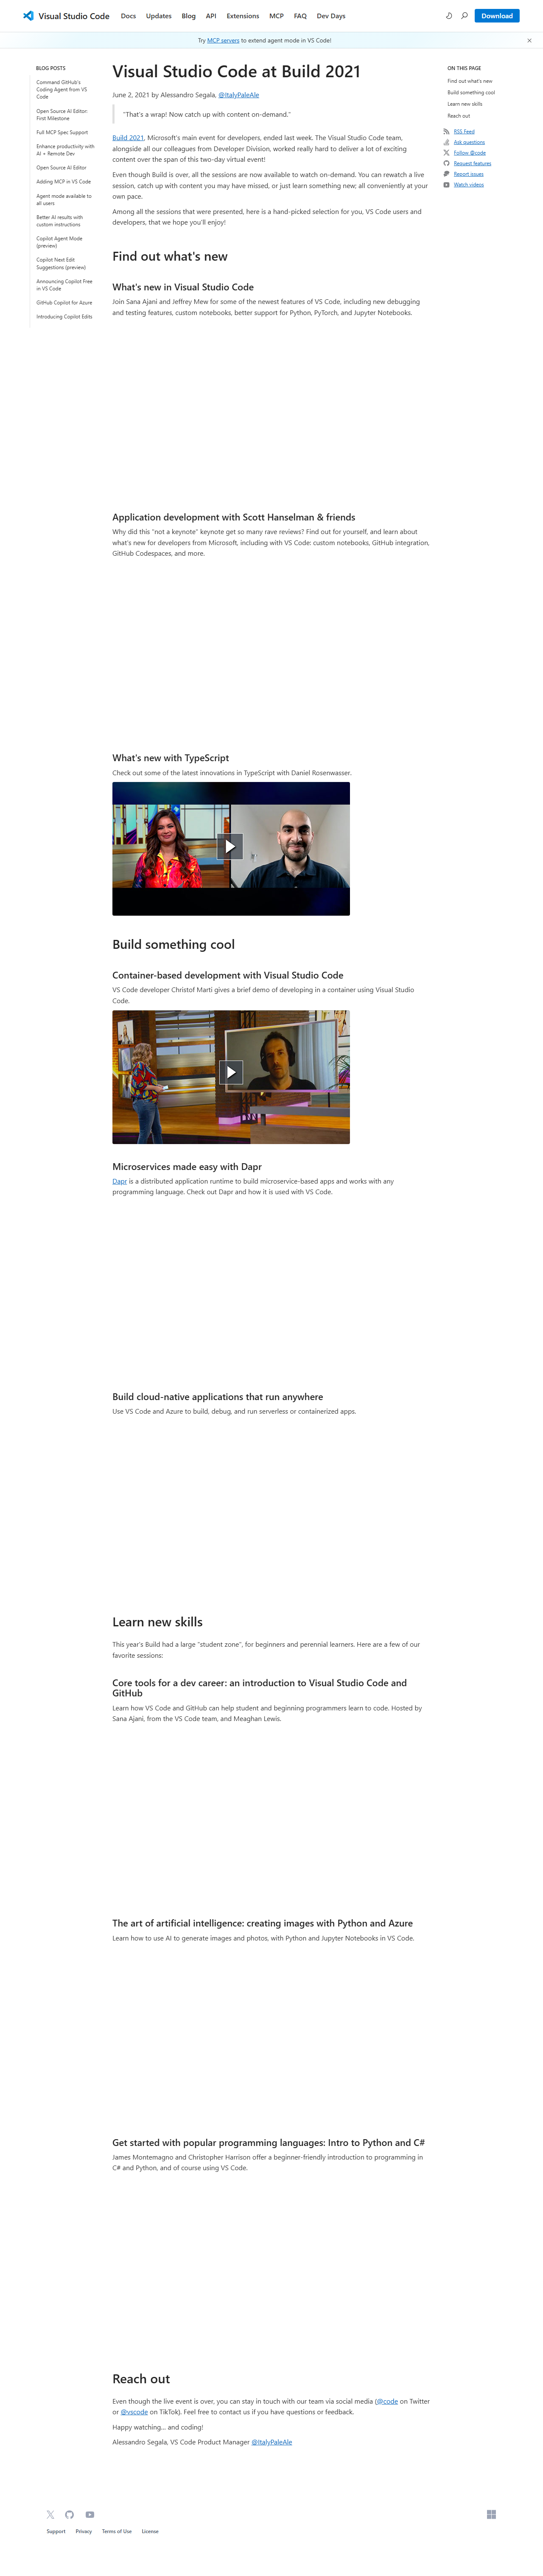 Visual Studio Code
Docs
Updates
Blog
API
Extensions
MCP
FAQ
Dev Days
Download
Try MCP servers to extend agent mode in VS Code!
BLOG POSTS
Command GitHub's
Coding Agent from VS
Code
Open Source AI Editor:
First Milestone
Full MCP Spec Support
Enhance productivity with
AI + Remote Dev
Open Source AI Editor
Adding MCP in VS Code
Agent mode available to
all users
Better AI results with
custom instructions
Copilot Agent Mode
(preview)
Copilot Next Edit
Suggestions (preview)
Announcing Copilot Free
in VS Code
GitHub Copilot for Azure
Introducing Copilot Edits
Visual Studio Code at Build 2021
June 2, 2021 by Alessandro Segala, @ItalyPaleAle
"That's a wrap! Now catch up with content on-demand."
Build 2021, Microsoft's main event for developers, ended last week. The Visual Studio Code team,
alongside all our colleagues from Developer Division, worked really hard to deliver a lot of exciting
content over the span of this two-day virtual event!
Even though Build is over, all the sessions are now available to watch on-demand. You can rewatch a live
session, catch up with content you may have missed, or just learn something new, all conveniently at your
own pace.
Among all the sessions that were presented, here is a hand-picked selection for you, VS Code users and
developers, that we hope you'll enjoy!
Find out what's new
What's new in Visual Studio Code
Join Sana Ajani and Jeffrey Mew for some of the newest features of VS Code, including new debugging
and testing features, custom notebooks, better support for Python, PyTorch, and Jupyter Notebooks.
Application development with Scott Hanselman & friends
Why did this "not a keynote" keynote get so many rave reviews? Find out for yourself, and learn about
what's new for developers from Microsoft, including with VS Code: custom notebooks, GitHub integration,
GitHub Codespaces, and more.
What's new with TypeScript
Check out some of the latest innovations in TypeScript with Daniel Rosenwasser.
Build something cool
Container-based development with Visual Studio Code
VS Code developer Christof Marti gives a brief demo of developing in a container using Visual Studio
Code.
Microservices made easy with Dapr
Dapr is a distributed application runtime to build microservice-based apps and works with any
programming language. Check out Dapr and how it is used with VS Code.
Build cloud-native applications that run anywhere
Use VS Code and Azure to build, debug, and run serverless or containerized apps.
Learn new skills
This year's Build had a large "student zone", for beginners and perennial learners. Here are a few of our
favorite sessions:
Core tools for a dev career: an introduction to Visual Studio Code and
GitHub
Learn how VS Code and GitHub can help student and beginning programmers learn to code. Hosted by
Sana Ajani, from the VS Code team, and Meaghan Lewis.
The art of artificial intelligence: creating images with Python and Azure
Learn how to use AI to generate images and photos, with Python and Jupyter Notebooks in VS Code.
Get started with popular programming languages: Intro to Python and C#
James Montemagno and Christopher Harrison offer a beginner-friendly introduction to programming in
C# and Python, and of course using VS Code.
Reach out
Even though the live event is over, you can stay in touch with our team via social media (@code on Twitter
or @vscode on TikTok). Feel free to contact us if you have questions or feedback.
Happy watching... and coding!
Alessandro Segala, VS Code Product Manager @ItalyPaleAle
ON THIS PAGE
Find out what's new
Build something cool
Learn new skills
Reach out
RSS Feed
Ask questions
Follow @code
Request features
Report issues
Watch videos
Support
Privacy
Terms of Use
License